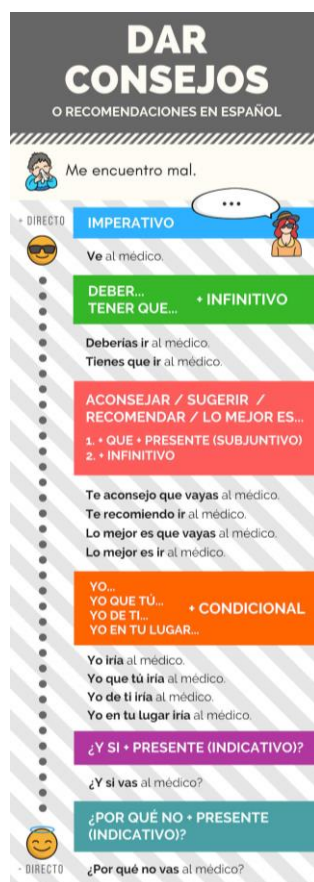 DAR
CONSEJOS
O RECOMENDACIONES EN ESPAÑOL
Me encuentro mal.
...
+ DIRECTO
IMPERATIVO
Ve al médico.
DEBER...
TENER QUE...
+ INFINITIVO
Deberías ir al médico.
Tienes que ir al médico.
ACONSEJAR / SUGERIR /
RECOMENDAR / LO MEJOR ES...
1. + QUE + PRESENTE (SUBJUNTIVO)
2. + INFINITIVO
Te aconsejo que vayas al médico.
Te recomiendo ir al médico.
Lo mejor es que vayas al médico.
Lo mejor es ir al médico.
YO...
YO QUE TÚ...
YO DE TI...
YO EN TU LUGAR...
+ CONDICIONAL
Yo iría al médico.
Yo que tú iría al médico.
Yo de ti iría al médico.
Yo en tu lugar iría al médico.
¿Y SI + PRESENTE (INDICATIVO)?
¿Y si vas al médico?
¿POR QUÉ NO + PRESENTE
(INDICATIVO)?
- DIRECTO
¿Por qué no vas al médico?